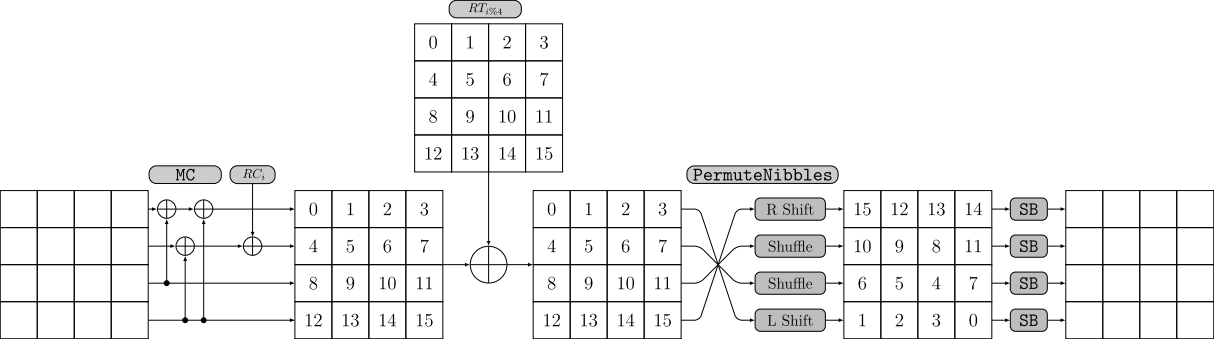 RT_{i%4}
0 1 2 3
4 5 6 7
8 9 10 11
12 13 14 15
MC RC_i PermuteNibbles
0 1 2 3 0 1 2 3 R Shift 15 12 13 14 SB
4 5 6 7 4 5 6 7 Shuffle 10 9 8 11 SB
8 9 10 11 8 9 10 11 Shuffle 6 5 4 7 SB
12 13 14 15 12 13 14 15 L Shift 1 2 3 0 SB